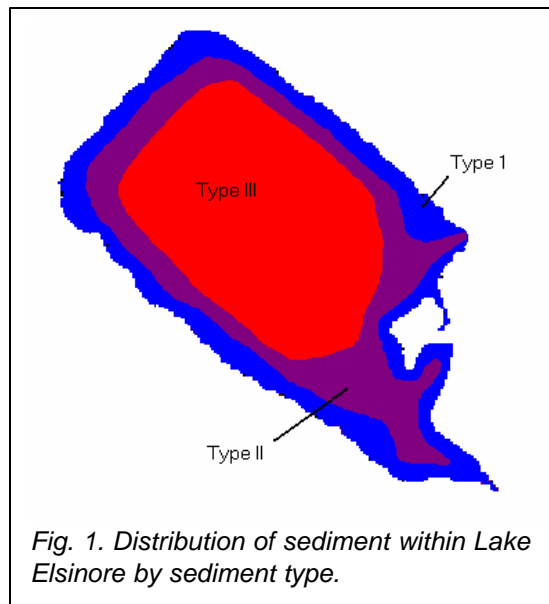 Type 1
Type III
Type II
Fig. 1. Distribution of sediment within Lake
Elsinore by sediment type.